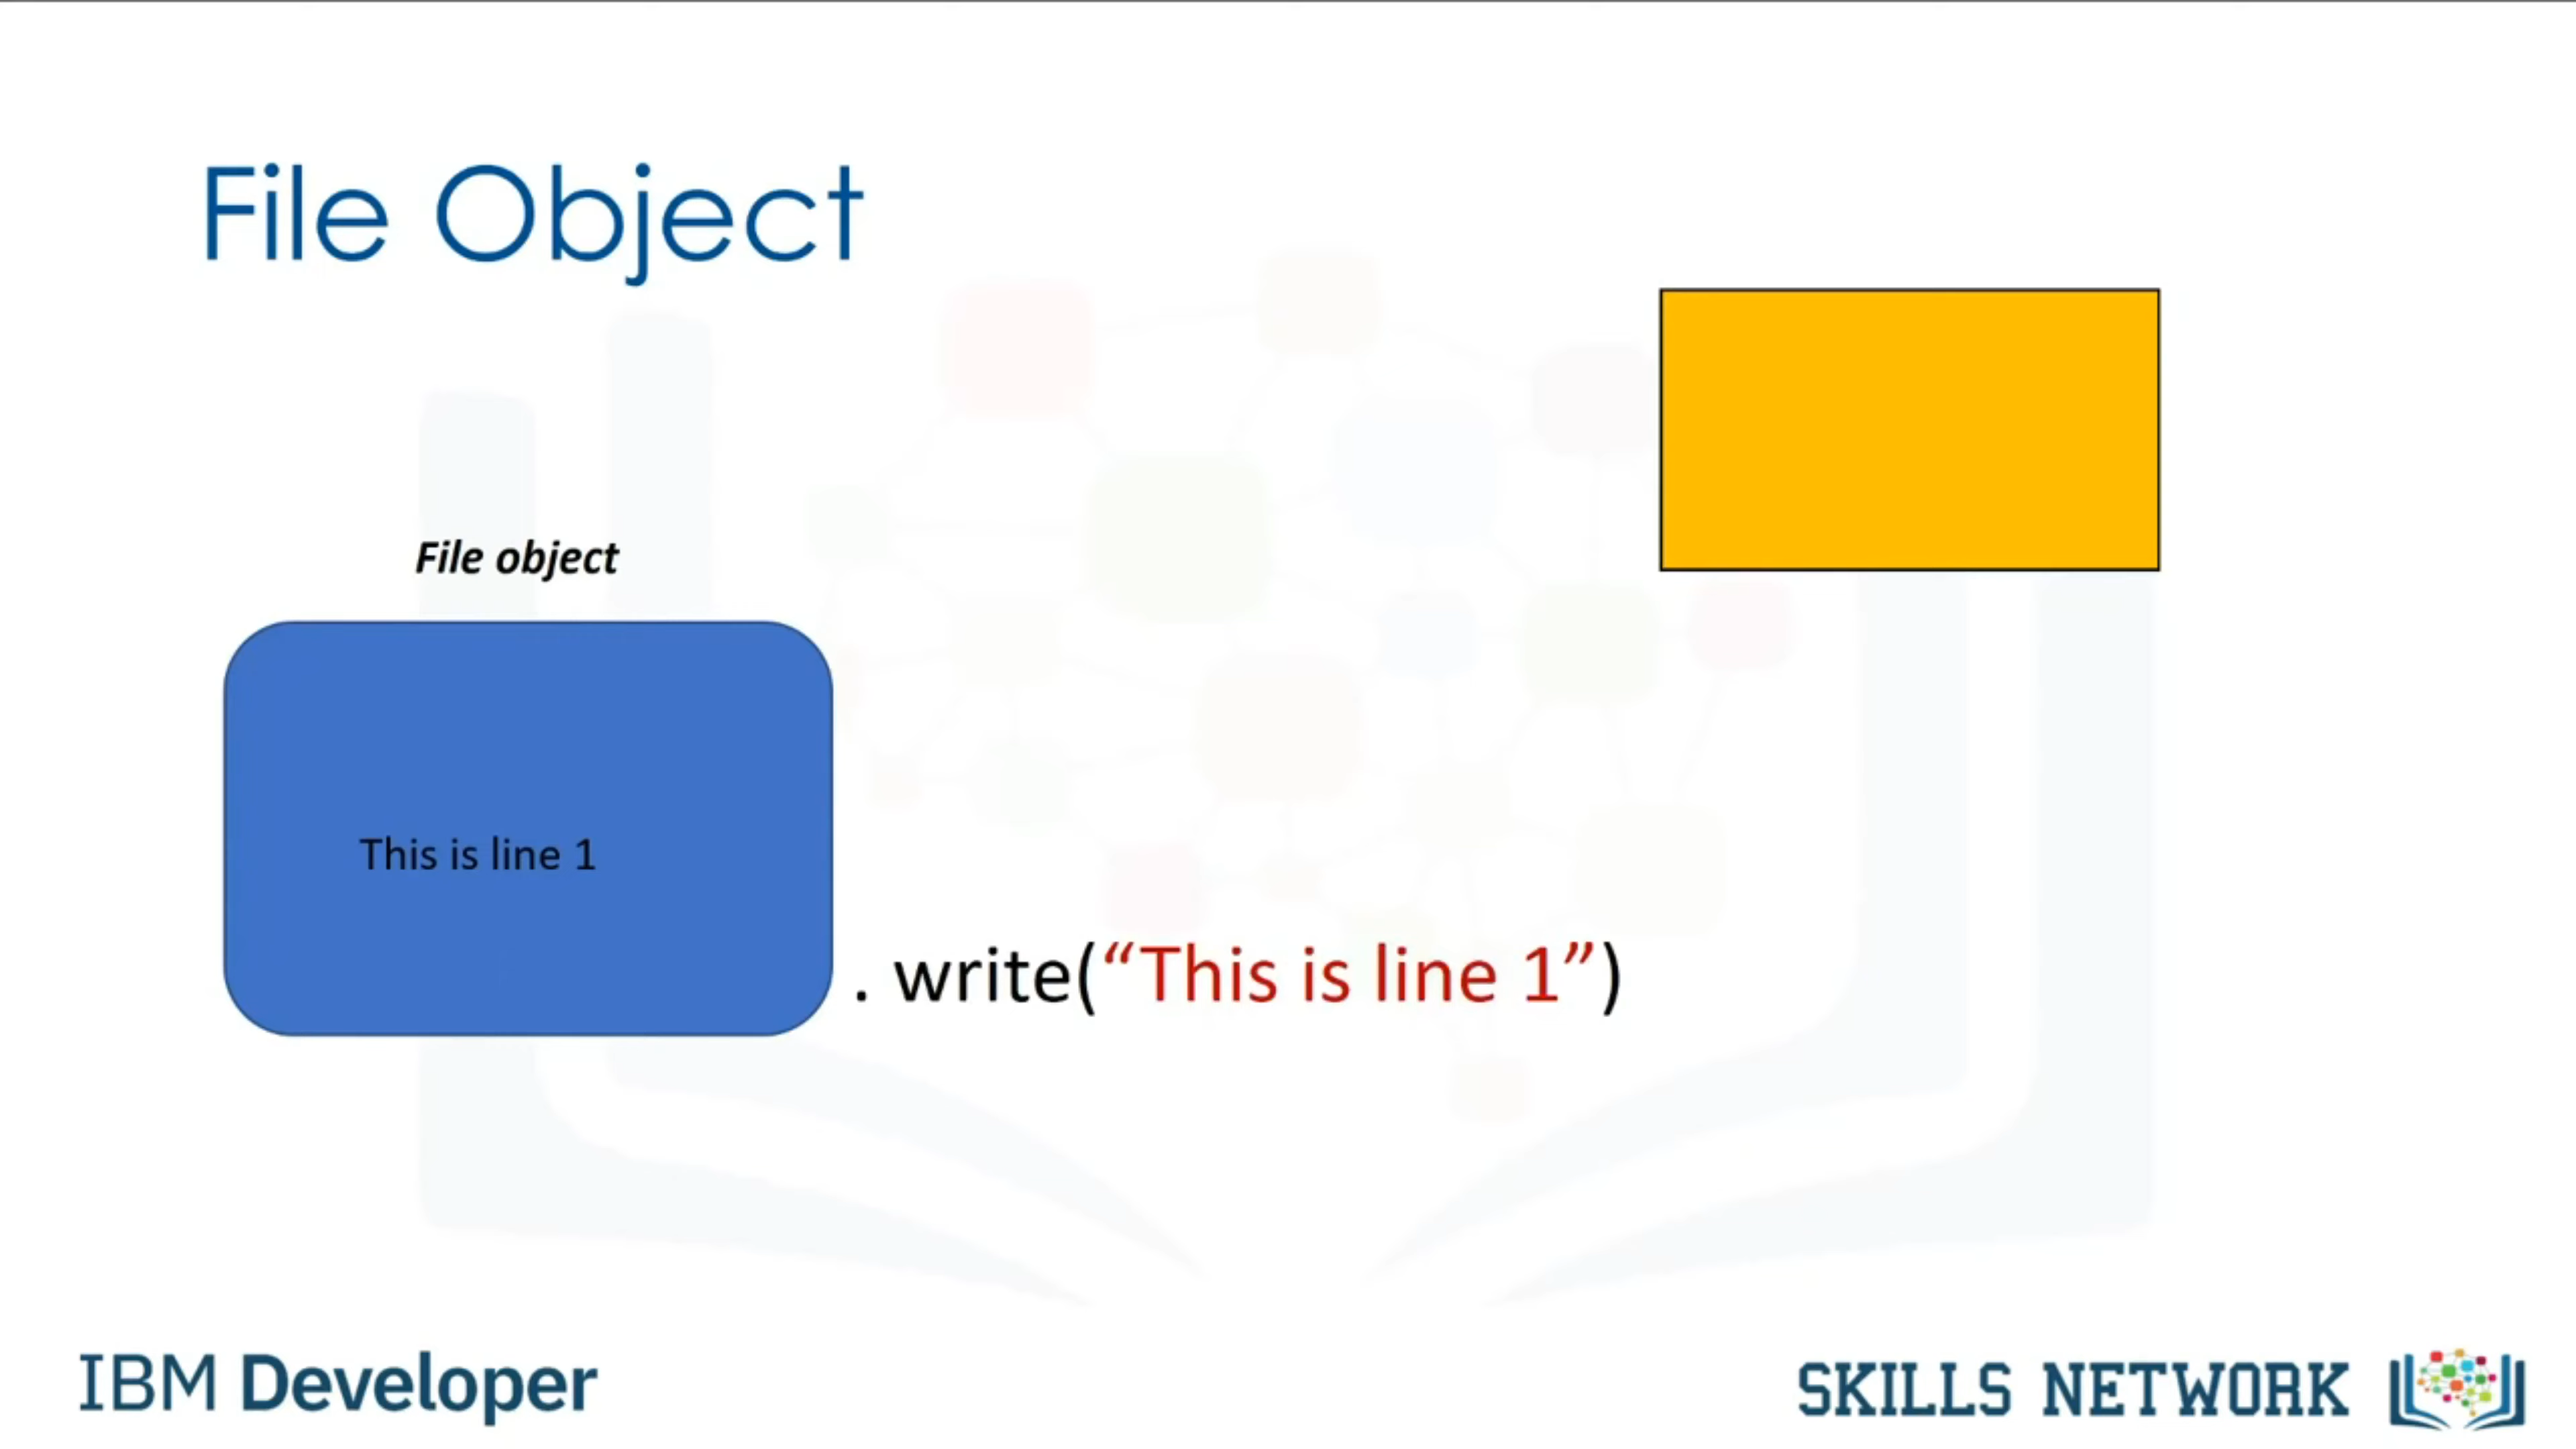 File Object
File object
This is line 1
. write(“This is line 1”)
IBM Developer
SKILLS NETWORK